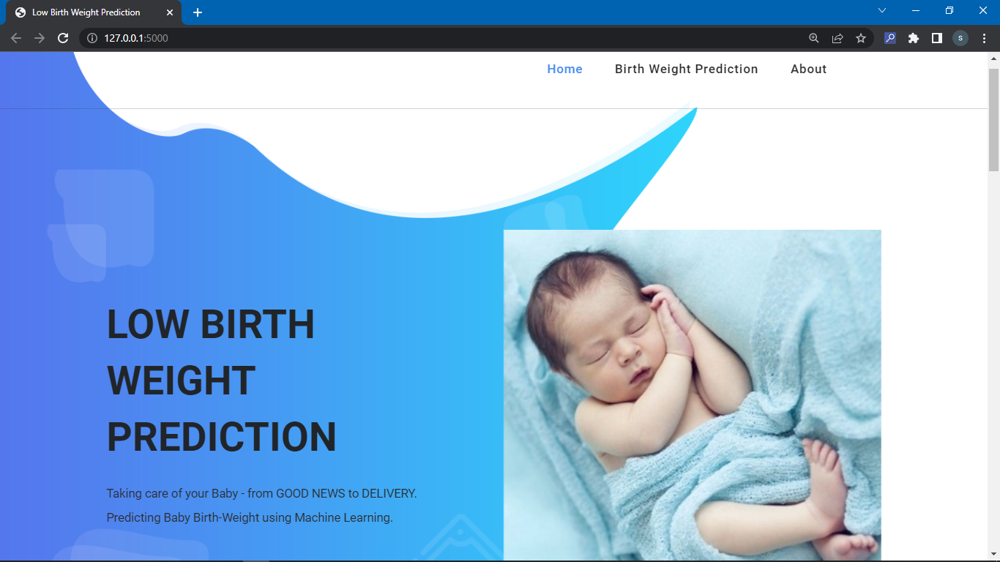 Low Birth Weight Prediction
127.0.0.1:5000
s
Home Birth Weight Prediction About
LOW BIRTH
WEIGHT
PREDICTION
Taking care of your Baby - from GOOD NEWS to DELIVERY.
Predicting Baby Birth-Weight using Machine Learning.